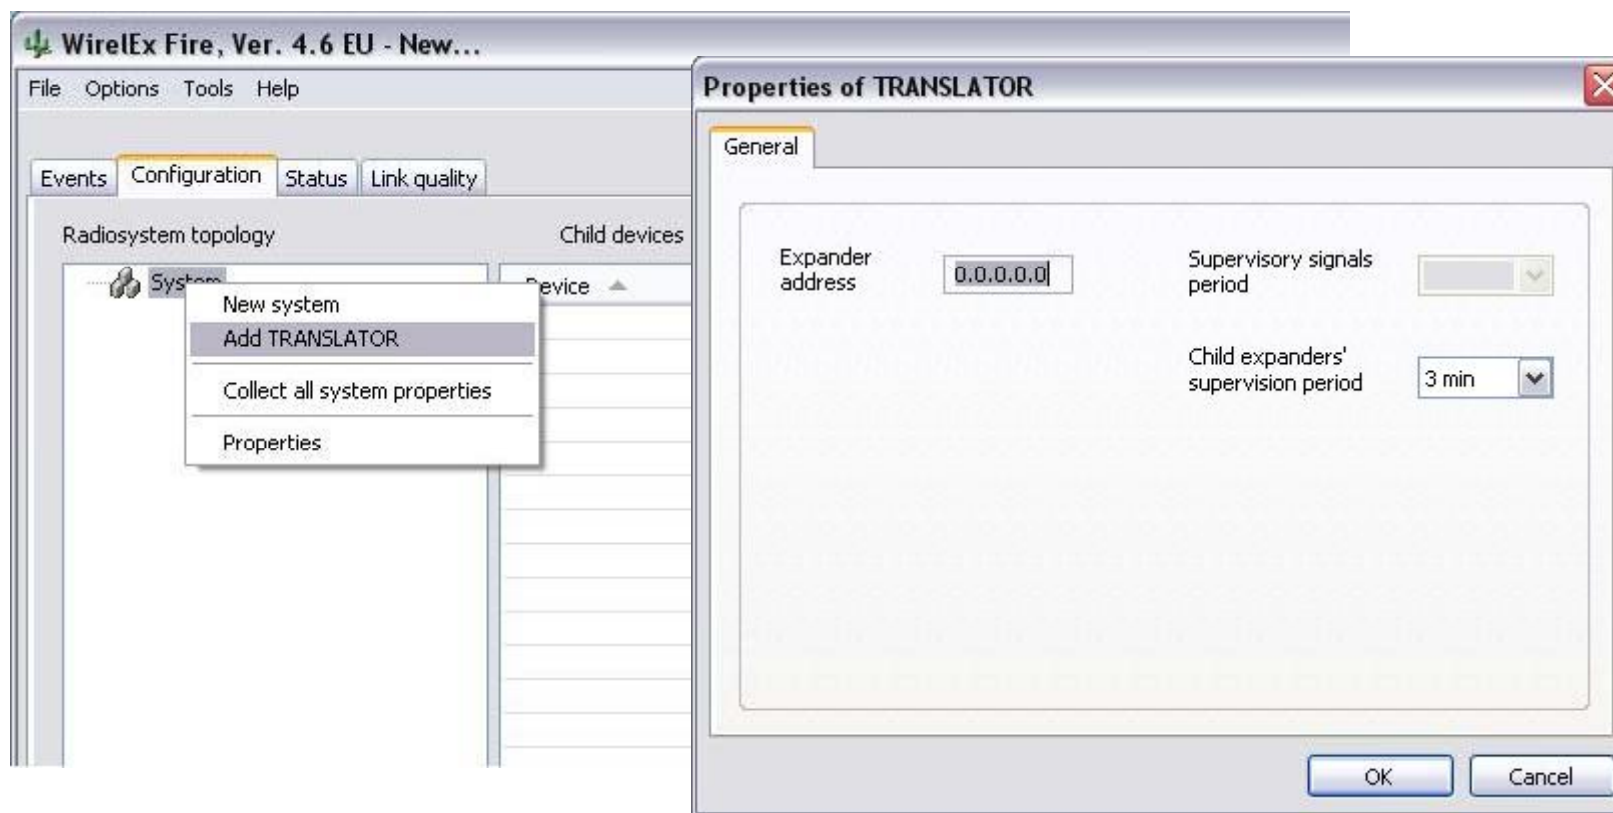 WirelEx Fire, Ver. 4.6 EU - New...
File Options Tools Help
Events Configuration Status Link quality
Radiosystem topology
Child devices
System
Device
New system
Add TRANSLATOR
Collect all system properties
Properties
Properties of TRANSLATOR
General
Expander
address
0.0.0.0.0
Supervisory signals
period
Child expanders'
supervision period
3 min
OK Cancel